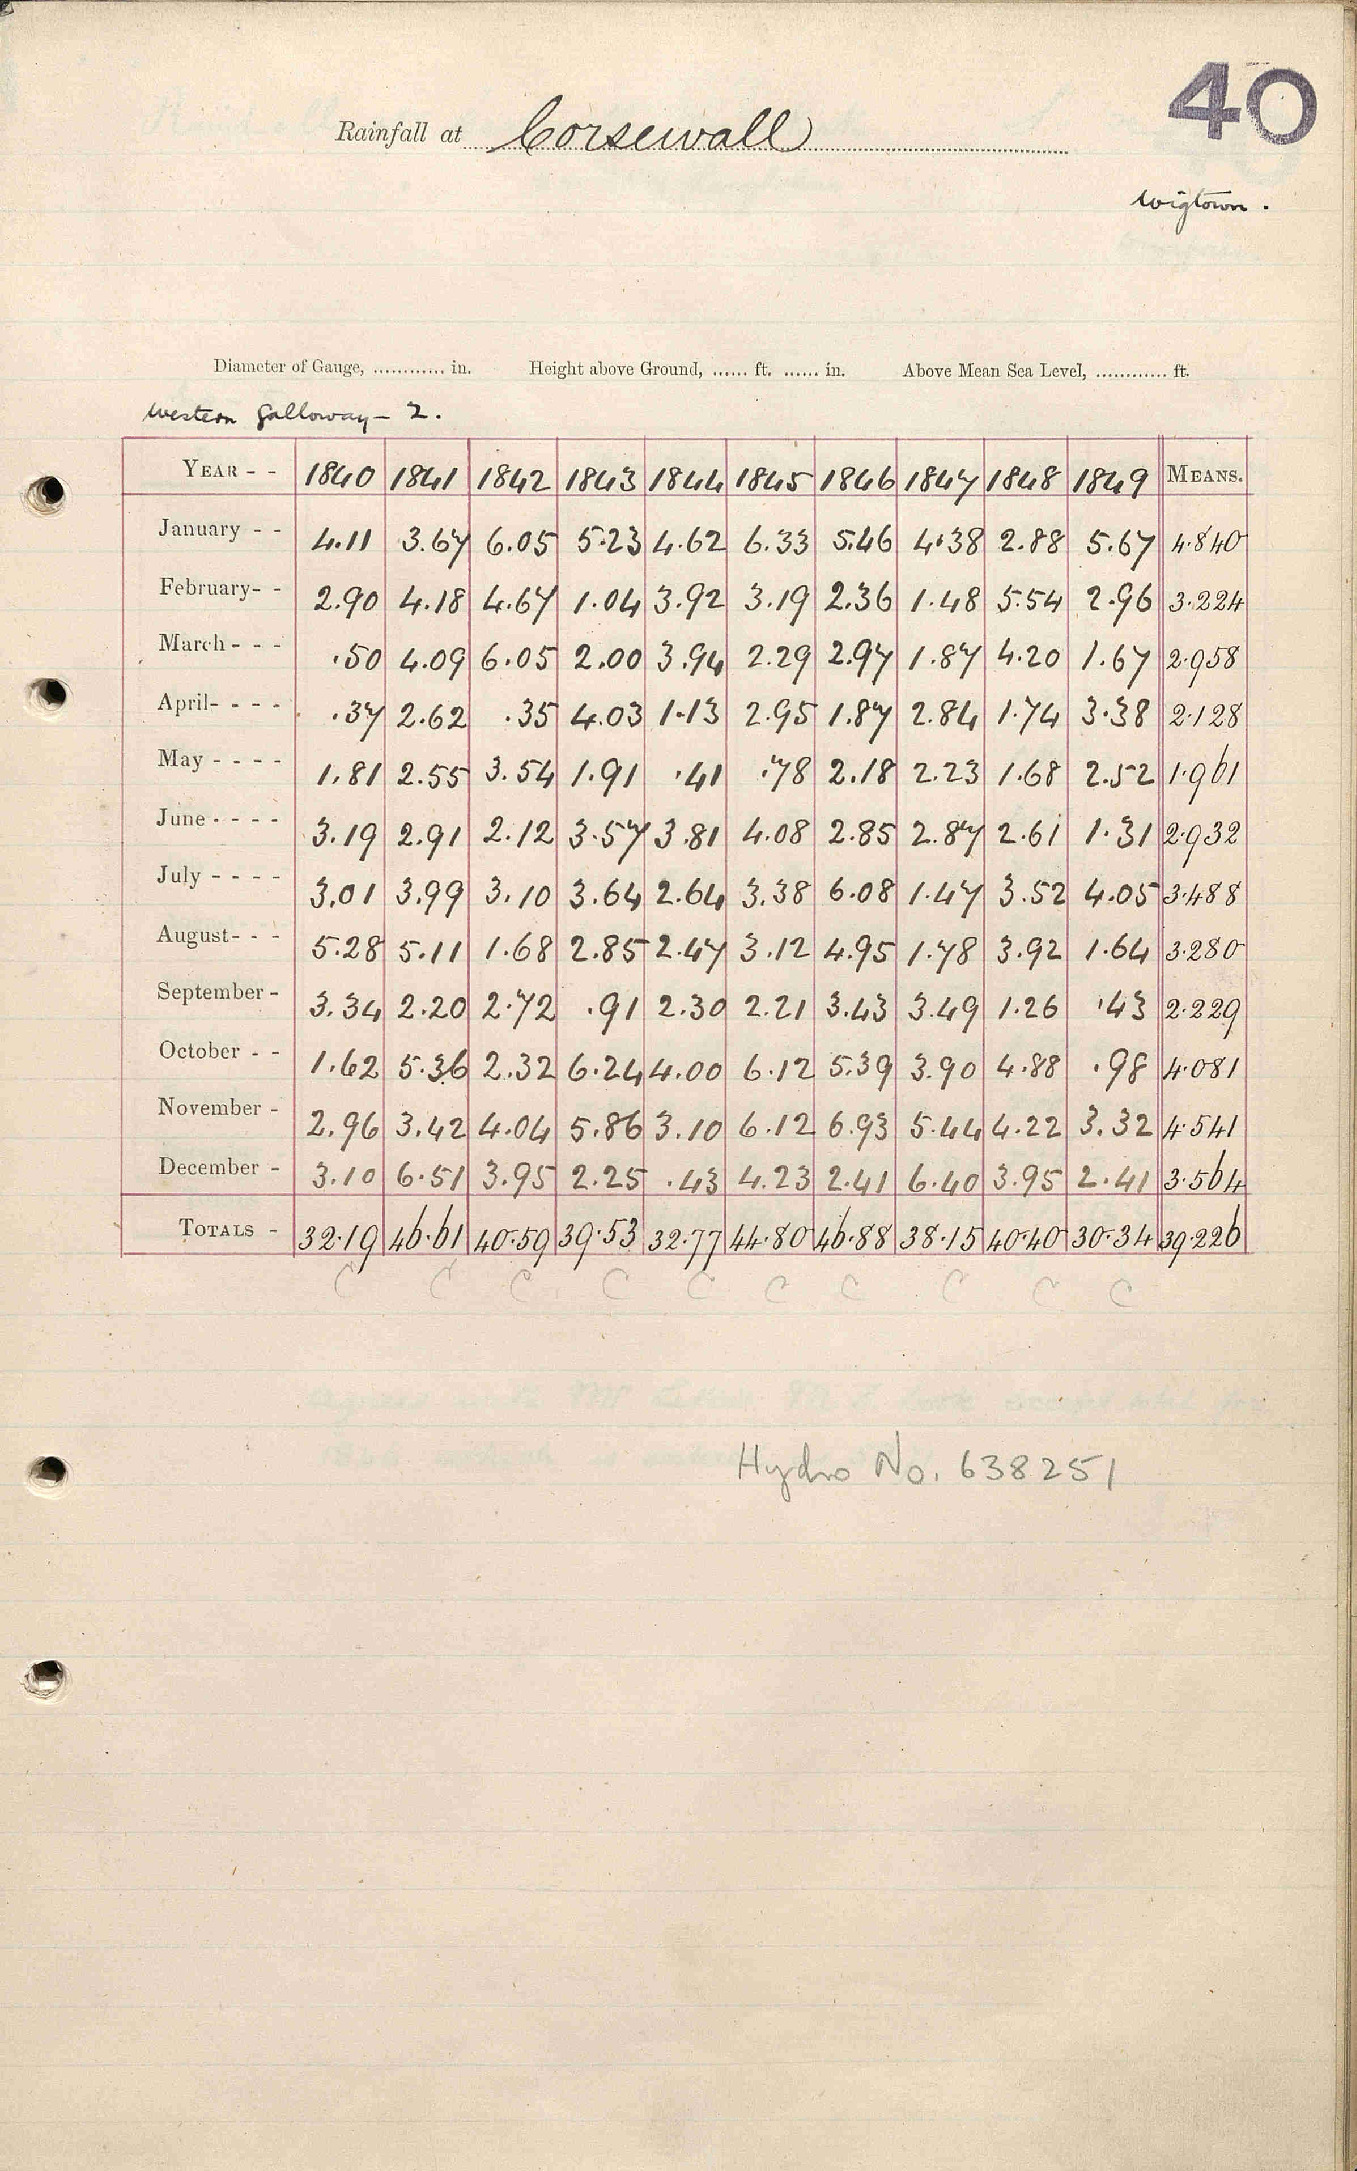 40
Rainfall at Corsewall
Wigtown.
Diameter of Gauge, ............ in. Height above Ground, ...... ft. ...... in. Above Mean Sea Level, ............ ft.
Western Galloway - 2.
YEAR - - 1840 1841 1842 1843 1844 1845 1846 1847 1848 1849 MEANS.
January - - 4.11 3.67 6.05 5.23 4.62 6.33 5.46 4.38 2.88 5.67 4.840
February- - 2.90 4.18 4.67 1.04 3.92 3.19 2.36 1.48 5.54 2.96 3.224
March - - - .50 4.09 6.05 2.00 3.94 2.29 2.97 1.87 4.20 1.67 2.958
April- - - - .37 2.62 .35 4.03 1.13 2.95 1.87 2.84 1.74 3.38 2.128
May - - - - 1.81 2.55 3.54 1.91 .41 .78 2.18 2.23 1.68 2.52 1.961
June - - - - 3.19 2.91 2.12 3.57 3.81 4.08 2.85 2.87 2.61 1.31 2.932
July - - - - 3.01 3.99 3.10 3.64 2.64 3.38 6.08 1.47 3.52 4.05 3.488
August- - - 5.28 5.11 1.68 2.85 2.47 3.12 4.95 1.78 3.92 1.64 3.280
September - 3.34 2.20 2.72 .91 2.30 2.21 3.43 3.49 1.26 .43 2.229
October - - 1.62 5.36 2.32 6.24 4.00 6.12 5.39 3.90 4.88 .98 4.081
November - 2.96 3.42 4.04 5.86 3.10 6.12 6.93 5.44 4.22 3.32 4.541
December - 3.10 6.51 3.95 2.25 .43 4.23 2.41 6.40 3.95 2.41 3.564
TOTALS - 32.19 46.61 40.59 39.53 32.77 44.80 46.88 38.15 40.40 30.34 39.226
C C C C C C C C C C
Hydro No. 638251